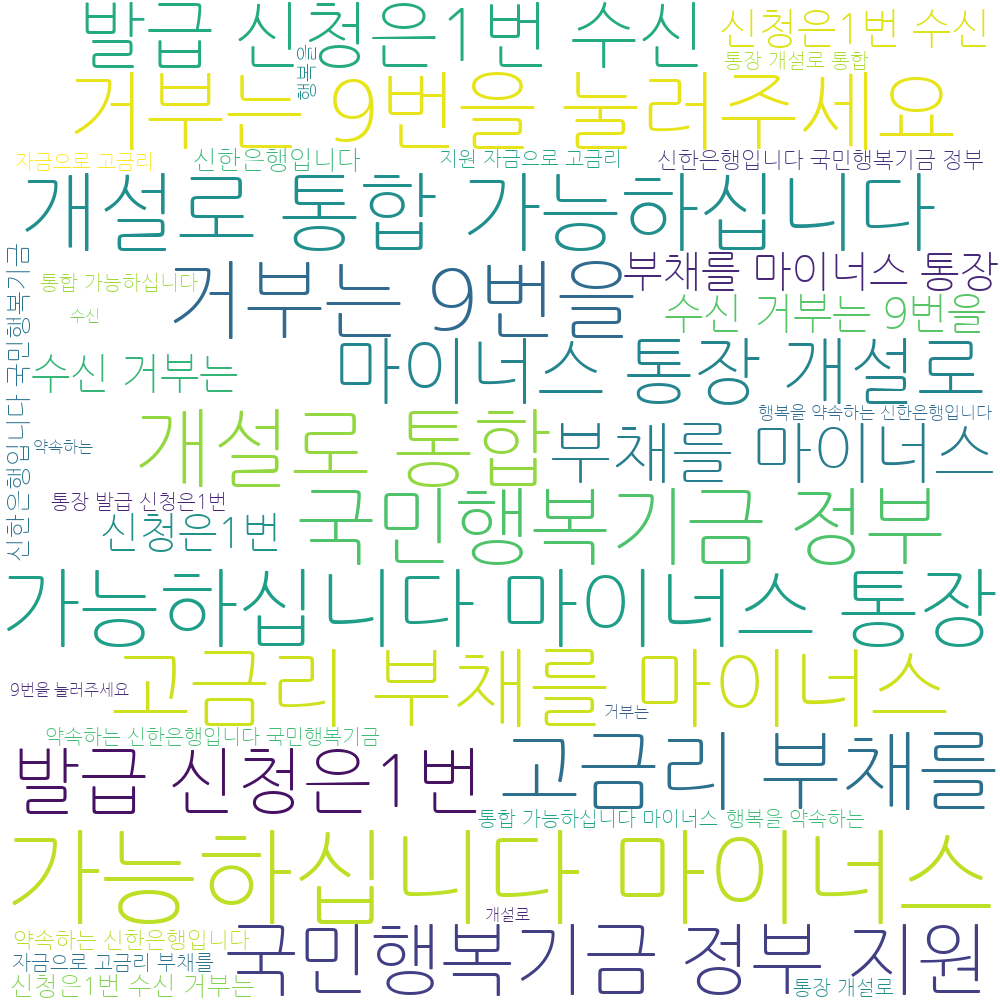 발급 신청은1번 수신
신청은1번 수신
행복을
통장 개설로 통합
거부는 9번을 눌러주세요
자금으로 고금리
신한은행입니다
지원 자금으로 고금리
신한은행입니다 국민행복기금 정부
개설로 통합 가능하십니다
신한은행입니다 국민행복기금
부채를 마이너스 통장
거부는 9번을
통합 가능하십니다
수신 거부는 9번을
수신
마이너스 통장 개설로
수신 거부는
행복을 약속하는 신한은행입니다
개설로 통합
부채를 마이너스
약속하는
통장 발급 신청은1번
국민행복기금 정부
신청은1번
가능하십니다 마이너스 통장
고금리 부채를 마이너스
9번을 눌러주세요
거부는
약속하는 신한은행입니다 국민행복기금
고금리 부채를
발급 신청은1번
통합 가능하십니다 마이너스
행복을 약속하는
가능하십니다 마이너스
개설로
국민행복기금 정부 지원
약속하는 신한은행입니다
자금으로 고금리 부채를
신청은1번 수신 거부는
통장 개설로